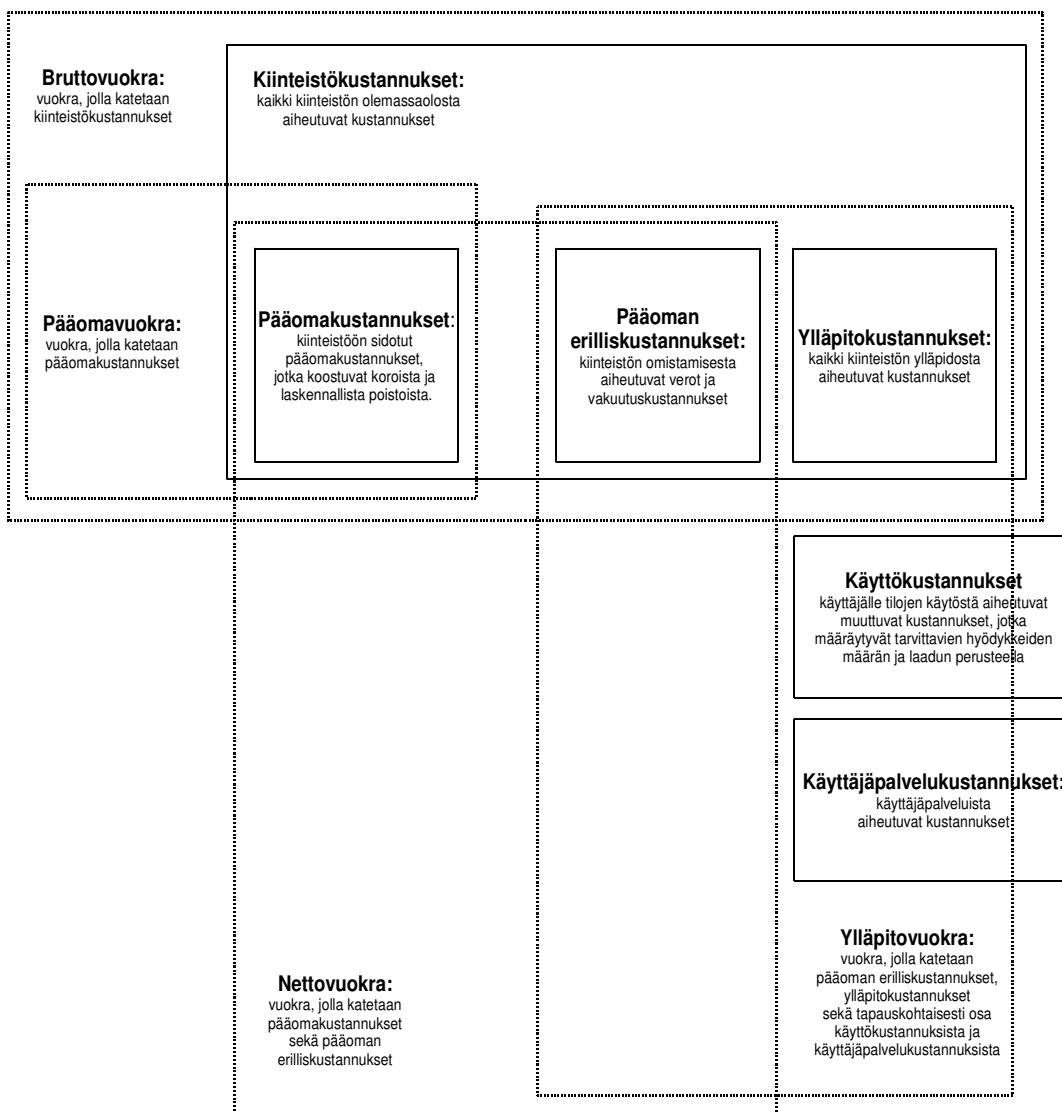 Bruttovuokra:
vuokra, jolla katetaan
kiinteistökustannukset
Kiinteistökustannukset:
kaikki kiinteistön olemassaolosta
aiheutuvat kustannukset
Pääomavuokra:
vuokra, jolla katetaan
pääomakustannukset
Pääomakustannukset:
kiinteistöön sidotut
pääomakustannukset,
jotka koostuvat koroista ja
laskennallista poistoista.
Pääoman
erilliskustannukset:
kiinteistön omistamisesta
aiheutuvat verot ja
vakuutuskustannukset
Ylläpitokustannukset:
kaikki kiinteistön ylläpidosta
aiheutuvat kustannukset
Käyttökustannukset
käyttäjälle tilojen käytöstä aiheutuvat
muuttuvat kustannukset, jotka
määräytyvät tarvittavien hyödykkeiden
määrän ja laadun perusteella
Käyttäjäpalvelukustannukset:
käyttäjäpalveluista
aiheutuvat kustannukset
Ylläpitovuokra:
vuokra, jolla katetaan
pääoman erilliskustannukset,
ylläpitokustannukset
sekä tapauskohtaisesti osa
käyttökustannuksista ja
käyttäjäpalvelukustannuksista
Nettovuokra:
vuokra, jolla katetaan
pääomakustannukset
sekä pääoman
erilliskustannukset